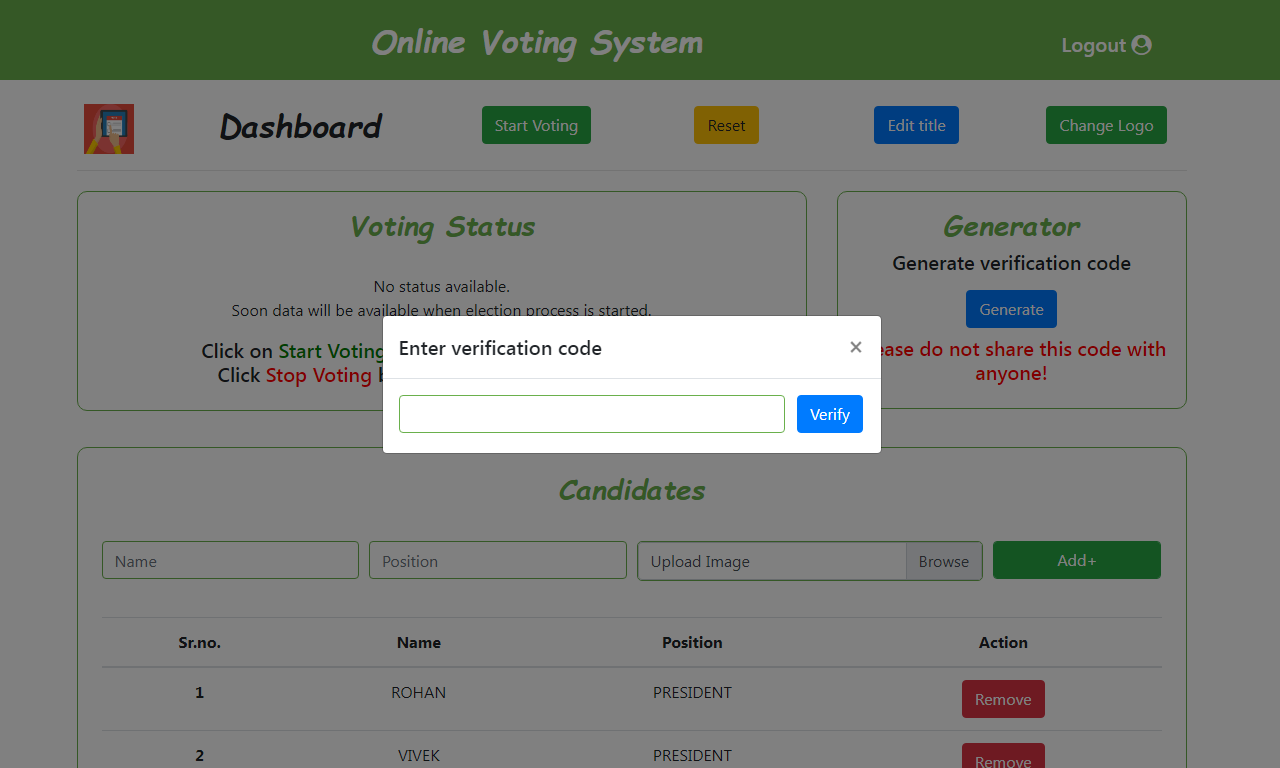 Online Voting System
Logout
Dashboard
Start Voting
Reset
Edit title
Change Logo
Voting Status
No status available.
Soon data will be available when election process is started.
Click on Start Voting
Click Stop Voting
Generator
Generate verification code
Generate
do not share this code with
anyone!
Enter verification code
×
Verify
Candidates
Name
Position
Upload Image
Browse
Add+
Sr.no. Name Position Action
1 ROHAN PRESIDENT Remove
2 VIVEK PRESIDENT Remove